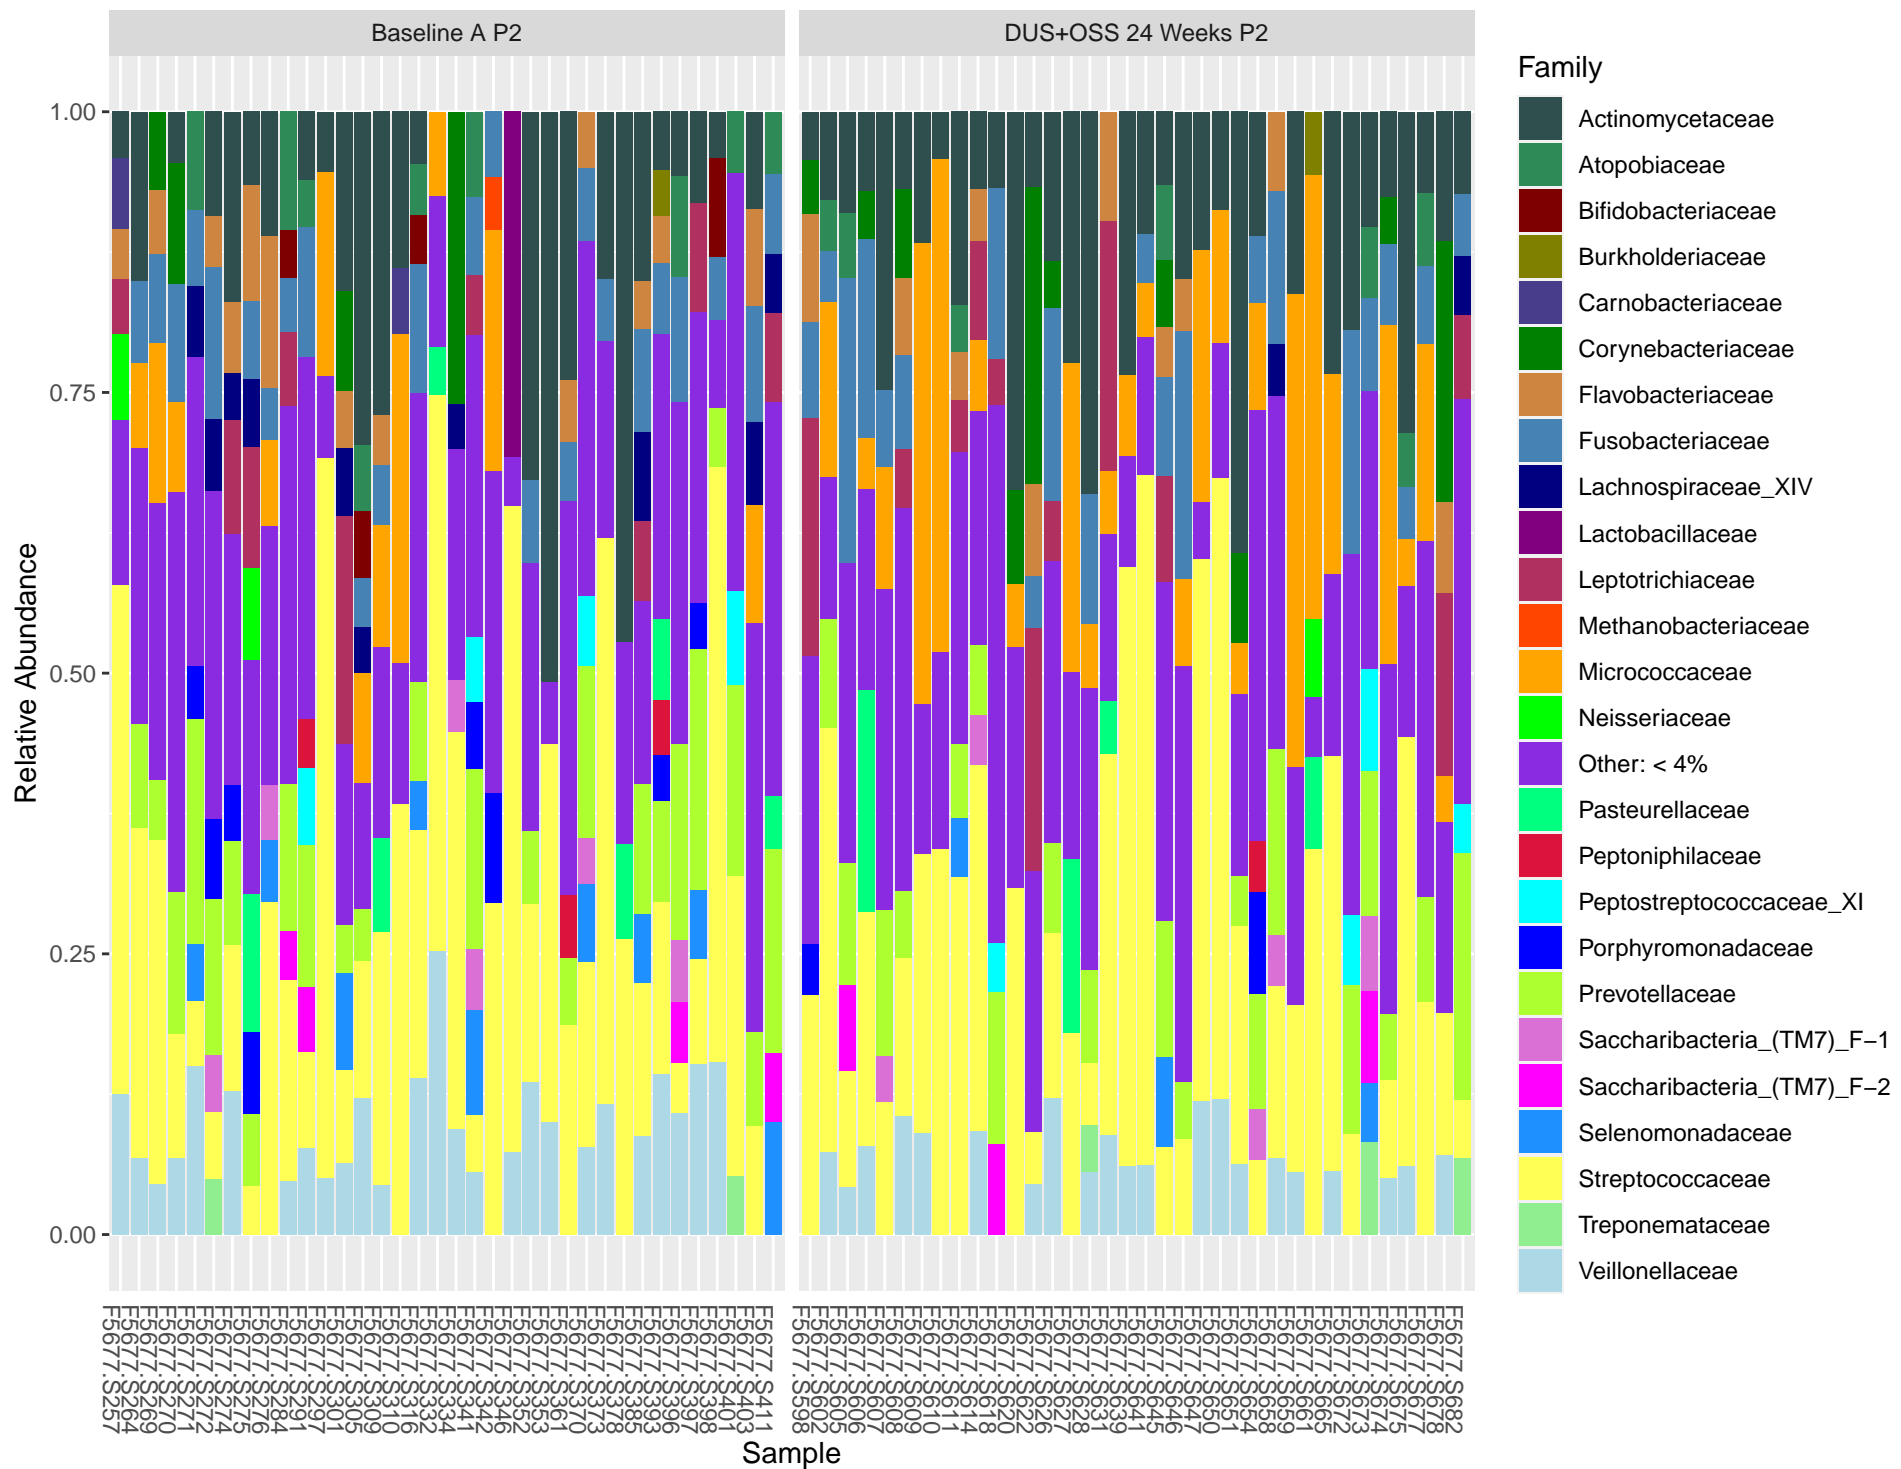 Baseline A P2
DUS+OSS 24 Weeks P2
Relative Abundance
1.00
0.75
0.50
0.25
0.00
F5677.S257
F5677.S264
F5677.S269
F5677.S270
F5677.S271
F5677.S272
F5677.S274
F5677.S275
F5677.S276
F5677.S284
F5677.S291
F5677.S297
F5677.S301
F5677.S305
F5677.S309
F5677.S310
F5677.S316
F5677.S332
F5677.S334
F5677.S341
F5677.S342
F5677.S346
F5677.S352
F5677.S353
F5677.S361
F5677.S370
F5677.S373
F5677.S378
F5677.S385
F5677.S393
F5677.S396
F5677.S397
F5677.S398
F5677.S401
F5677.S403
F5677.S411
F5677.S598
F5677.S602
F5677.S605
F5677.S606
F5677.S607
F5677.S608
F5677.S609
F5677.S610
F5677.S611
F5677.S614
F5677.S618
F5677.S620
F5677.S622
F5677.S626
F5677.S627
F5677.S628
F5677.S631
F5677.S639
F5677.S641
F5677.S645
F5677.S646
F5677.S647
F5677.S650
F5677.S651
F5677.S654
F5677.S658
F5677.S659
F5677.S661
F5677.S665
F5677.S672
F5677.S673
F5677.S674
F5677.S675
F5677.S677
F5677.S678
F5677.S682
Sample
Family
Actinomycetaceae
Atopobiaceae
Bifidobacteriaceae
Burkholderiaceae
Carnobacteriaceae
Corynebacteriaceae
Flavobacteriaceae
Fusobacteriaceae
Lachnospiraceae_XIV
Lactobacillaceae
Leptotrichiaceae
Methanobacteriaceae
Micrococcaceae
Neisseriaceae
Other: < 4%
Pasteurellaceae
Peptoniphilaceae
Peptostreptococcaceae_XI
Porphyromonadaceae
Prevotellaceae
Saccharibacteria_(TM7)_F−1
Saccharibacteria_(TM7)_F−2
Selenomonadaceae
Streptococcaceae
Treponemataceae
Veillonellaceae